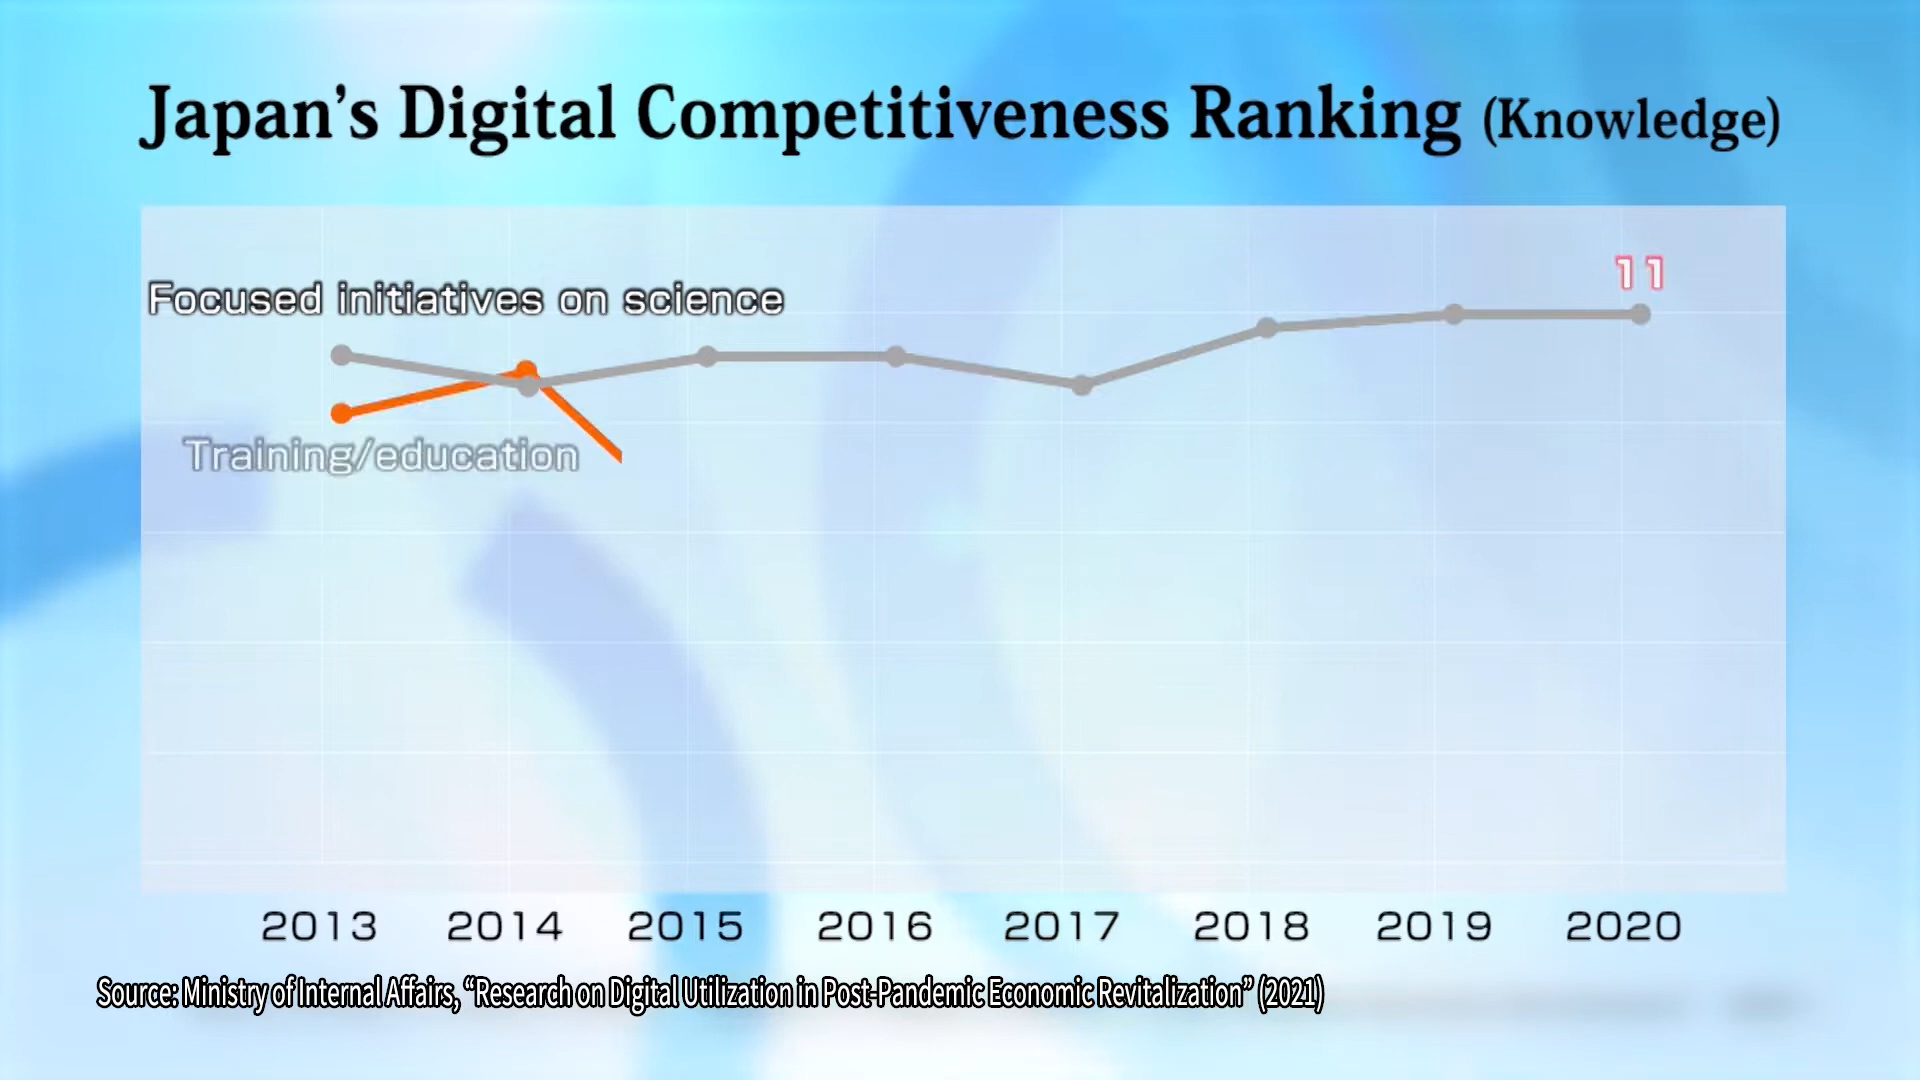 Japan's Digital Competitiveness Ranking (Knowledge)
11
Focused initiatives on science
Training/education
2013 2014 2015 2016 2017 2018 2019 2020
Source: Ministry of Internal Affairs, “Research on Digital Utilization in Post-Pandemic Economic Revitalization” (2021)